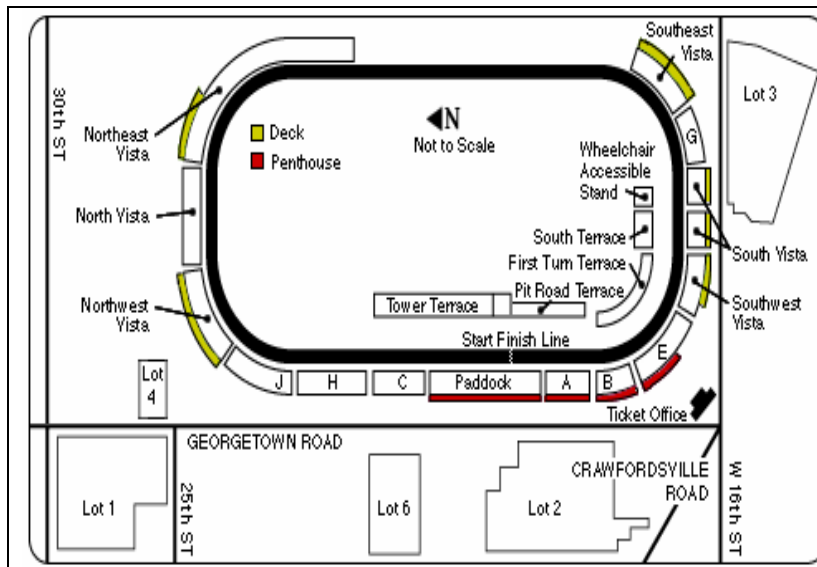 Southeast
Vista
30th ST
Lot 3
N
Deck
Not to Scale
Penthouse
Northeast
Vista
G
Wheelchair
Accessible
Stand
North Vista
South Terrace
South Vista
First Turn Terrace
Pit Road Terrace
Tower Terrace
Southwest
Vista
Northwest
Vista
Start Finish Line
Lot
4
J
H
C
Paddock
A
B
E
Ticket Office
GEORGETOWN ROAD
CRAWFORDSVILLE
ROAD
Lot 1
25th ST
Lot 6
Lot 2
W 16th ST